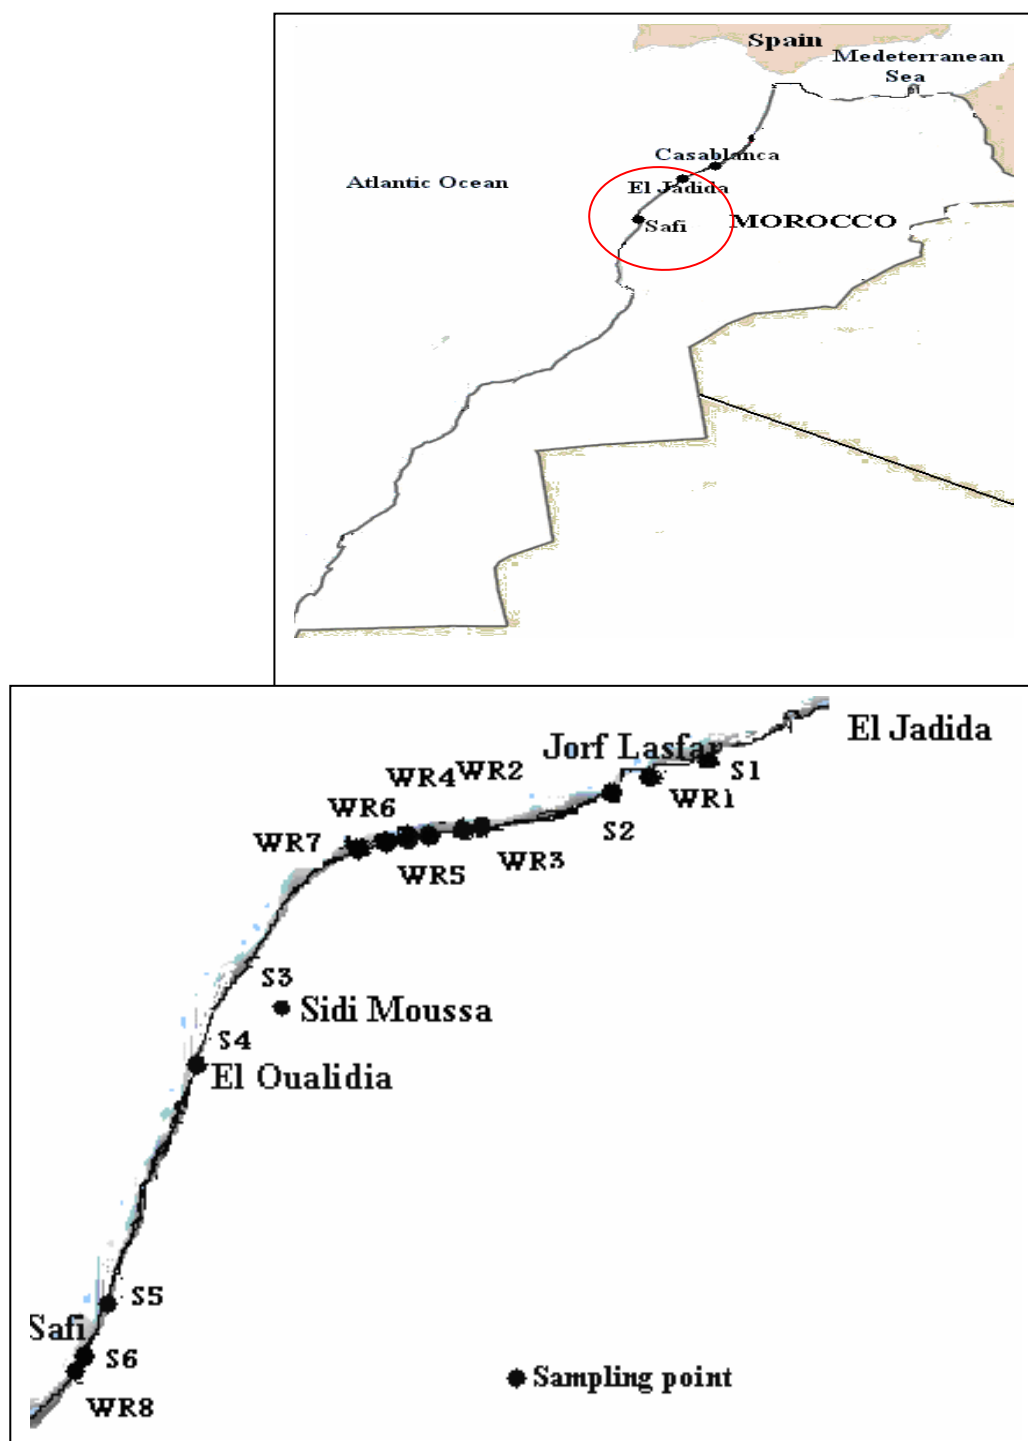 Spain
Medeterranean
Sea
Casablanca
Atlantic Ocean
El Jadida
Safi
MOROCCO
El Jadida
Jorf Lasfar
S1
WR2
WR4
WR1
WR6
S2
WR7
WR3
WR5
S3
Sidi Moussa
S4
El Oualidia
S5
Safi
S6
Sampling point
WR8